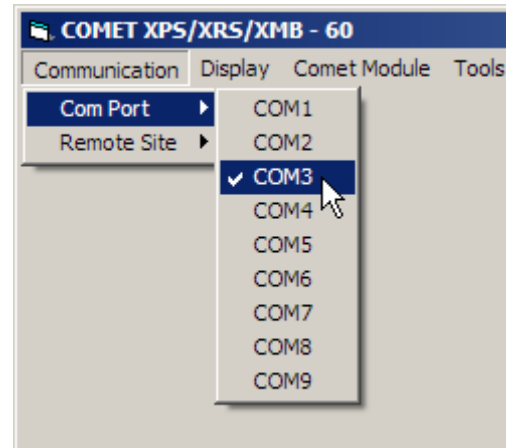 COMET XPS/XRS/XMB - 60
Communication Display Comet Module Tools
Com Port
Remote Site
COM1
COM2
COM3
COM4
COM5
COM6
COM7
COM8
COM9